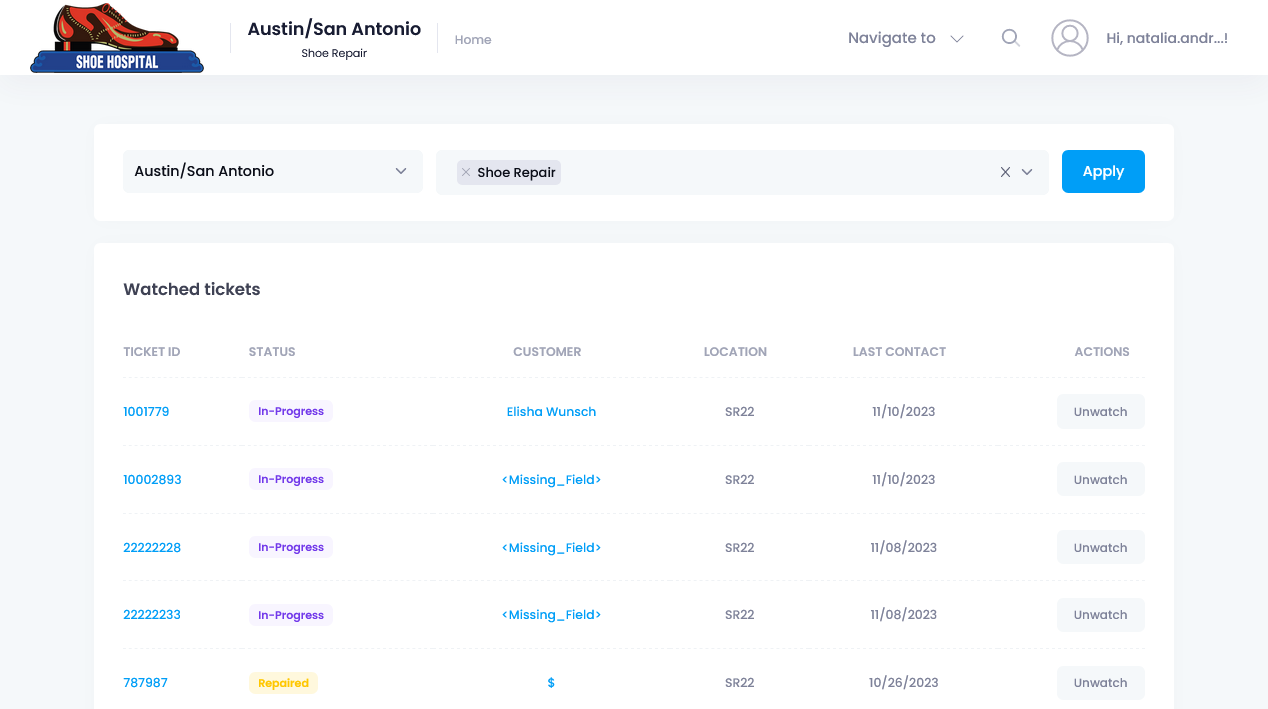 SHOE HOSPITAL
Austin/San Antonio
Shoe Repair
Home
Navigate to
Hi, natalia.andr...!
Austin/San Antonio
Shoe Repair
Apply
Watched tickets
TICKET ID STATUS CUSTOMER LOCATION LAST CONTACT ACTIONS
1001779 In-Progress Elisha Wunsch SR22 11/10/2023 Unwatch
10002893 In-Progress <Missing_Field> SR22 11/10/2023 Unwatch
22222228 In-Progress <Missing_Field> SR22 11/08/2023 Unwatch
22222233 In-Progress <Missing_Field> SR22 11/08/2023 Unwatch
787987 Repaired $ SR22 10/26/2023 Unwatch